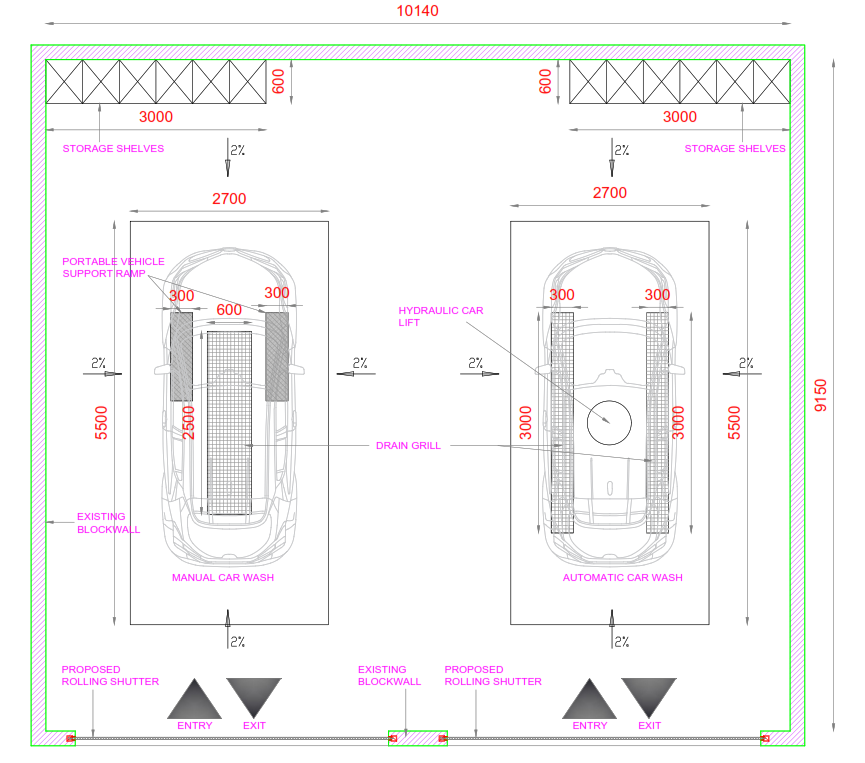 10140
600
600
3000
3000
STORAGE SHELVES
STORAGE SHELVES
2%
2%
2700
2700
PORTABLE VEHICLE
SUPPORT RAMP
300
300
600
HYDRAULIC CAR
LIFT
300
300
2%
2%
2%
2%
5500
2500
3000
3000
5500
9150
DRAIN GRILL
EXISTING
BLOCKWALL
MANUAL CAR WASH
AUTOMATIC CAR WASH
2%
2%
PROPOSED
ROLLING SHUTTER
EXISTING
BLOCKWALL
PROPOSED
ROLLING SHUTTER
ENTRY
EXIT
ENTRY
EXIT